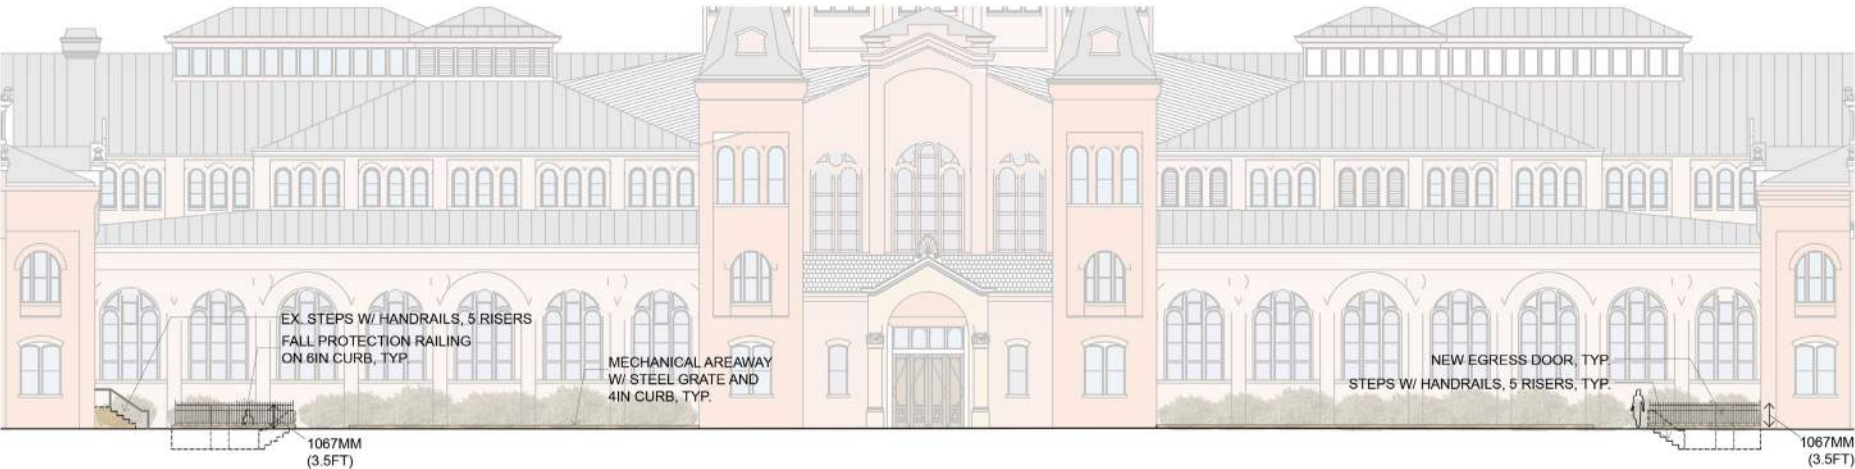 EX. STEPS W/ HANDRAILS, 5 RISERS
FALL PROTECTION RAILING
ON 6IN CURB, TYP.
MECHANICAL AREAWAY
W/ STEEL GRATE AND
4IN CURB, TYP.
NEW EGRESS DOOR, TYP.
STEPS W/ HANDRAILS, 5 RISERS, TYP.
1067MM
(3.5FT)
1067MM
(3.5FT)